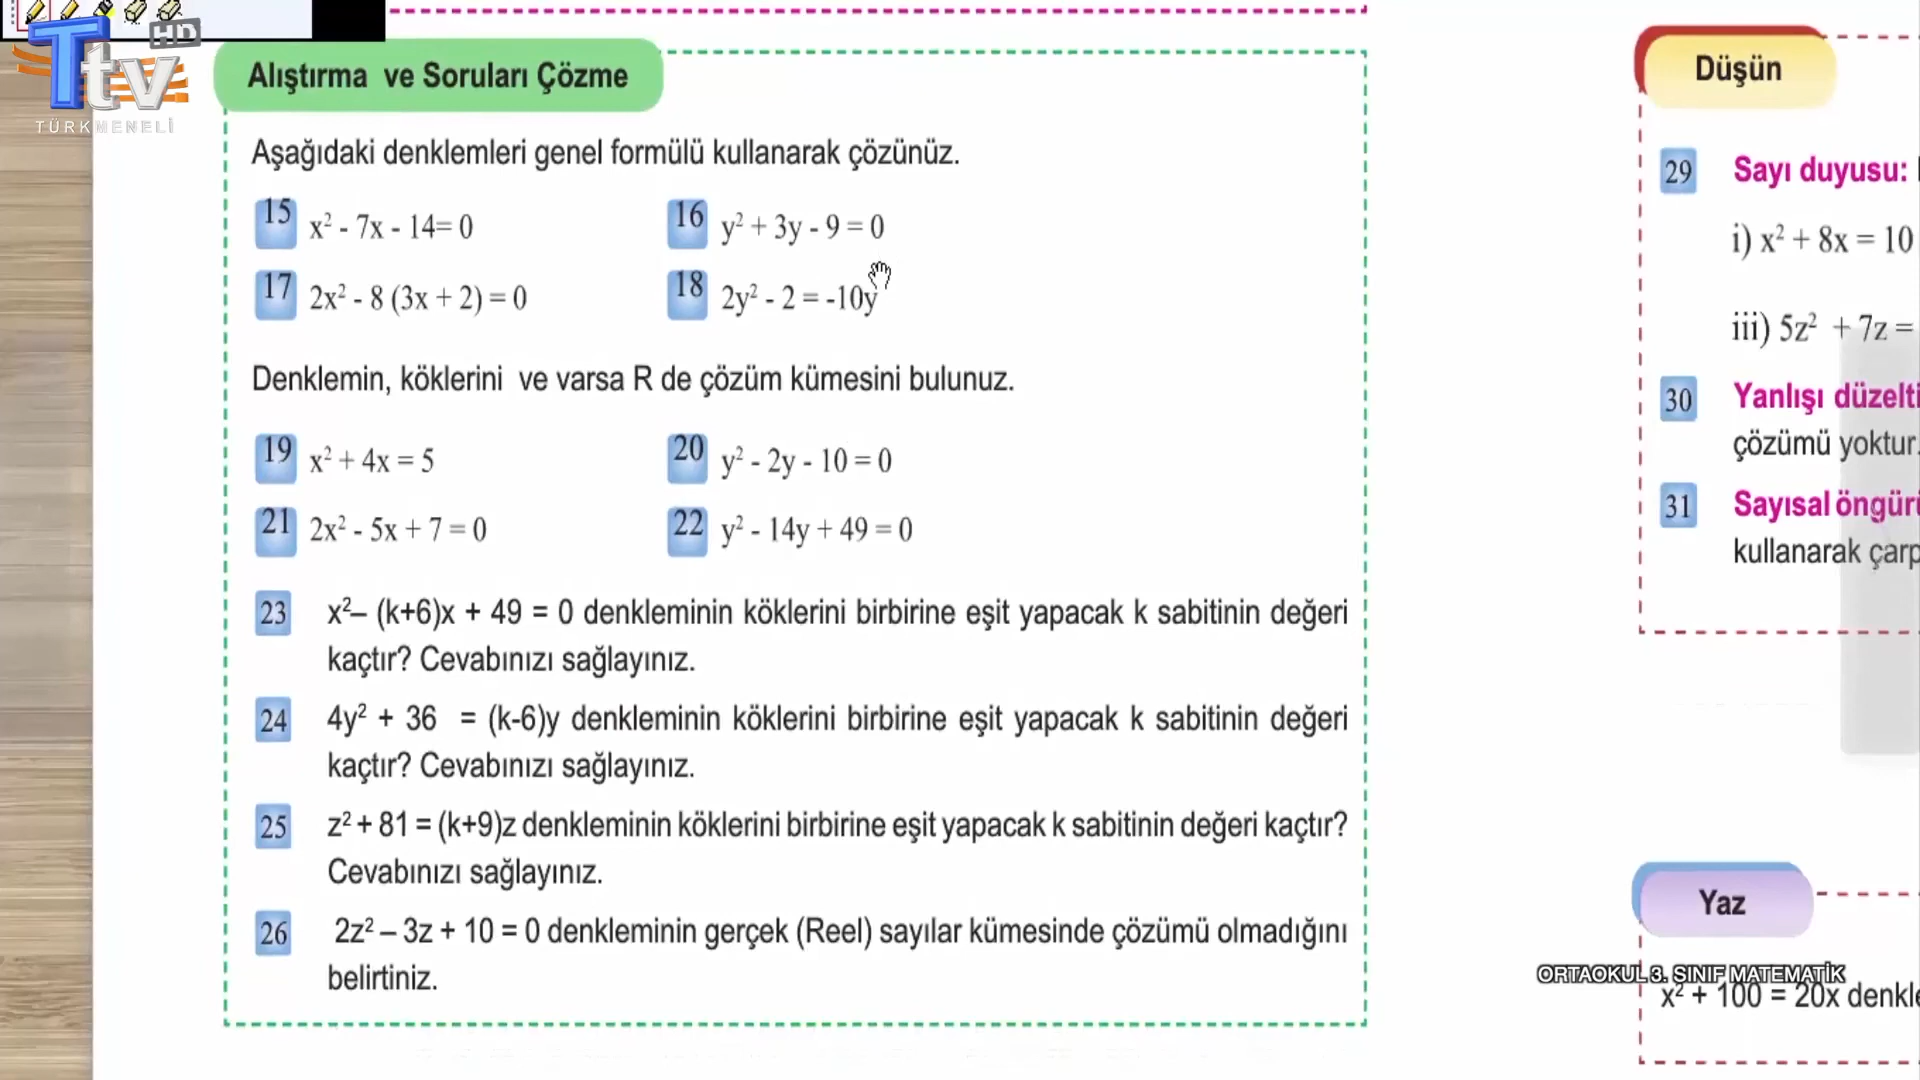 HD
Ttv
TÜRKMENELİ
Alıştırma ve Soruları Çözme
Aşağıdaki denklemleri genel formülü kullanarak çözünüz.
15 x² - 7x - 14= 0
16 y² + 3y - 9 = 0
17 2x² - 8 (3x + 2) = 0
18 2y² - 2 = -10y
Denklemin, köklerini ve varsa R de çözüm kümesini bulunuz.
19 x² + 4x = 5
20 y² - 2y - 10 = 0
21 2x² - 5x + 7 = 0
22 y² - 14y + 49 = 0
23 x²– (k+6)x + 49 = 0 denkleminin köklerini birbirine eşit yapacak k sabitinin değeri
kaçtır? Cevabınızı sağlayınız.
24 4y² + 36 = (k-6)y denkleminin köklerini birbirine eşit yapacak k sabitinin değeri
kaçtır? Cevabınızı sağlayınız.
25 z² + 81 = (k+9)z denkleminin köklerini birbirine eşit yapacak k sabitinin değeri kaçtır?
Cevabınızı sağlayınız.
26 2z² – 3z + 10 = 0 denkleminin gerçek (Reel) sayılar kümesinde çözümü olmadığını
belirtiniz.
Düşün
29 Sayı duyusu:
i) x² + 8x = 10
iii) 5z² + 7z =
30 Yanlışı düzelti
çözümü yoktur.
31 Sayısal öngürü
kullanarak çarp
Yaz
ORTAOKUL 3. SINIF MATEMATİK
x² + 100 = 20x denkle